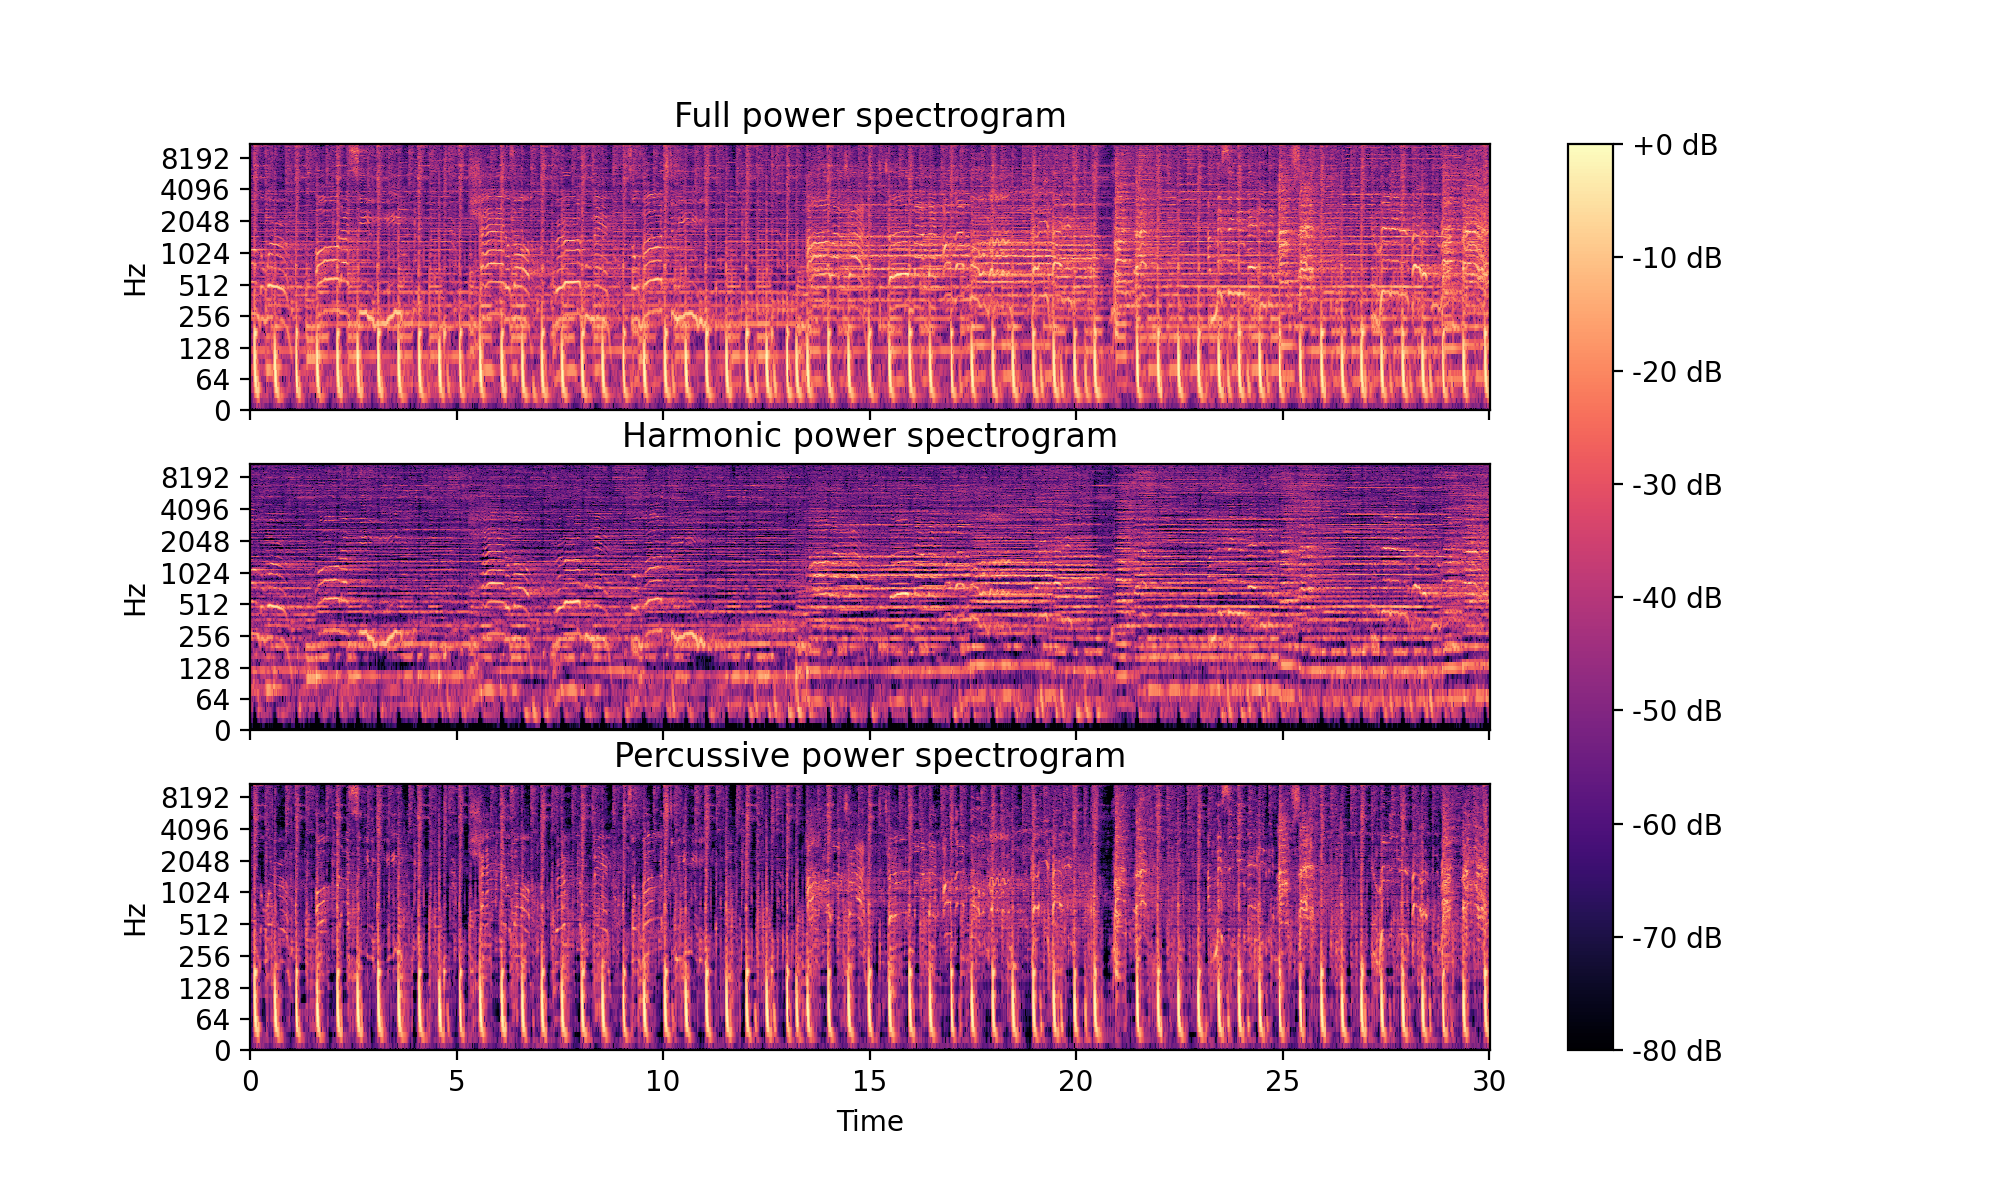 Full power spectrogram
8192
4096
2048
1024
512
256
128
64
0
Hz
Harmonic power spectrogram
8192
4096
2048
1024
512
256
128
64
0
Hz
Percussive power spectrogram
8192
4096
2048
1024
512
256
128
64
0
Hz
0 5 10 15 20 25 30
Time
+0 dB
-10 dB
-20 dB
-30 dB
-40 dB
-50 dB
-60 dB
-70 dB
-80 dB